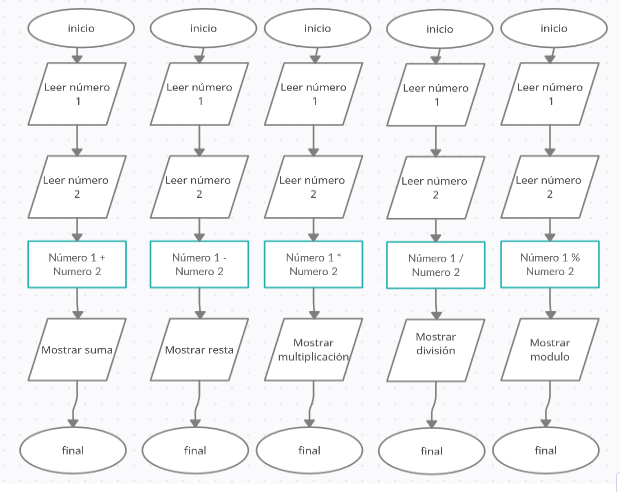 inicio
Leer número
1
Leer número
2
Número 1 +
Numero 2
Mostrar suma
final
inicio
Leer número
1
Leer número
2
Número 1 -
Numero 2
Mostrar resta
final
inicio
Leer número
1
Leer número
2
Número 1 *
Numero 2
Mostrar
multiplicación
final
inicio
Leer número
1
Leer número
2
Número 1 /
Numero 2
Mostrar
división
final
inicio
Leer número
1
Leer número
2
Número 1 %
Numero 2
Mostrar
modulo
final